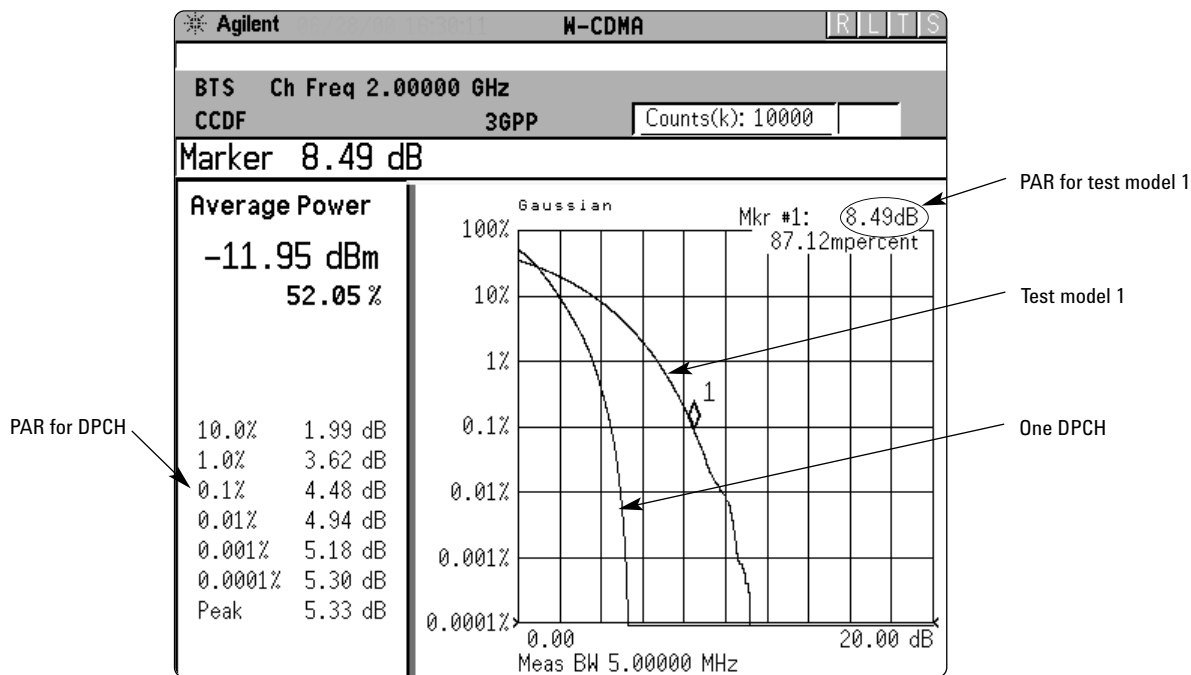 Agilent W-CDMA R L T S
BTS Ch Freq 2.00000 GHz
CCDF 3GPP Counts(k): 10000
Marker 8.49 dB
Average Power
-11.95 dBm
52.05 %
10.0% 1.99 dB
1.0% 3.62 dB
0.1% 4.48 dB
0.01% 4.94 dB
0.001% 5.18 dB
0.0001% 5.30 dB
Peak 5.33 dB
PAR for DPCH
Gaussian
Mkr #1: 8.49dB
87.12mpercent
100%
10%
1%
0.1%
0.01%
0.001%
0.0001%
1
0.00 20.00 dB
Meas BW 5.00000 MHz
PAR for test model 1
Test model 1
One DPCH